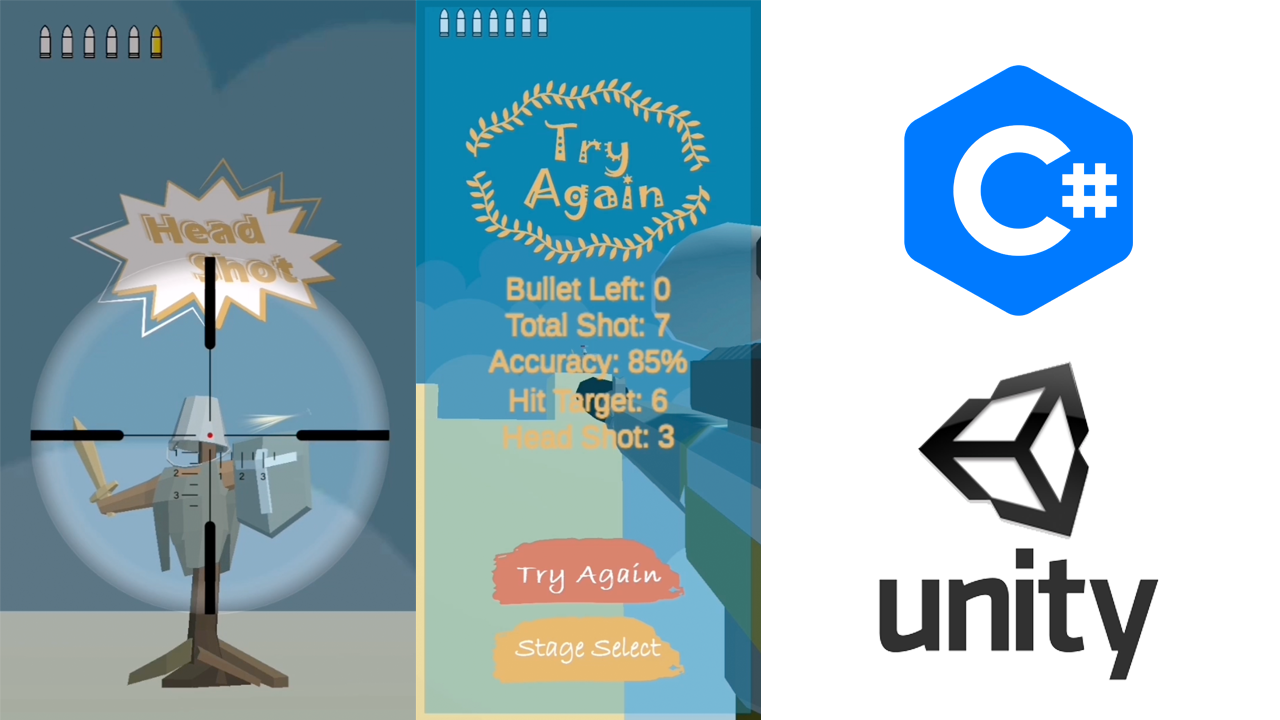 Head
Shot
1
2
3
1
2
3
Try
Again
Bullet Left: 0
Total Shot: 7
Accuracy: 85%
Hit Target: 6
Head Shot: 3
Try Again
Stage Select
C#
unity